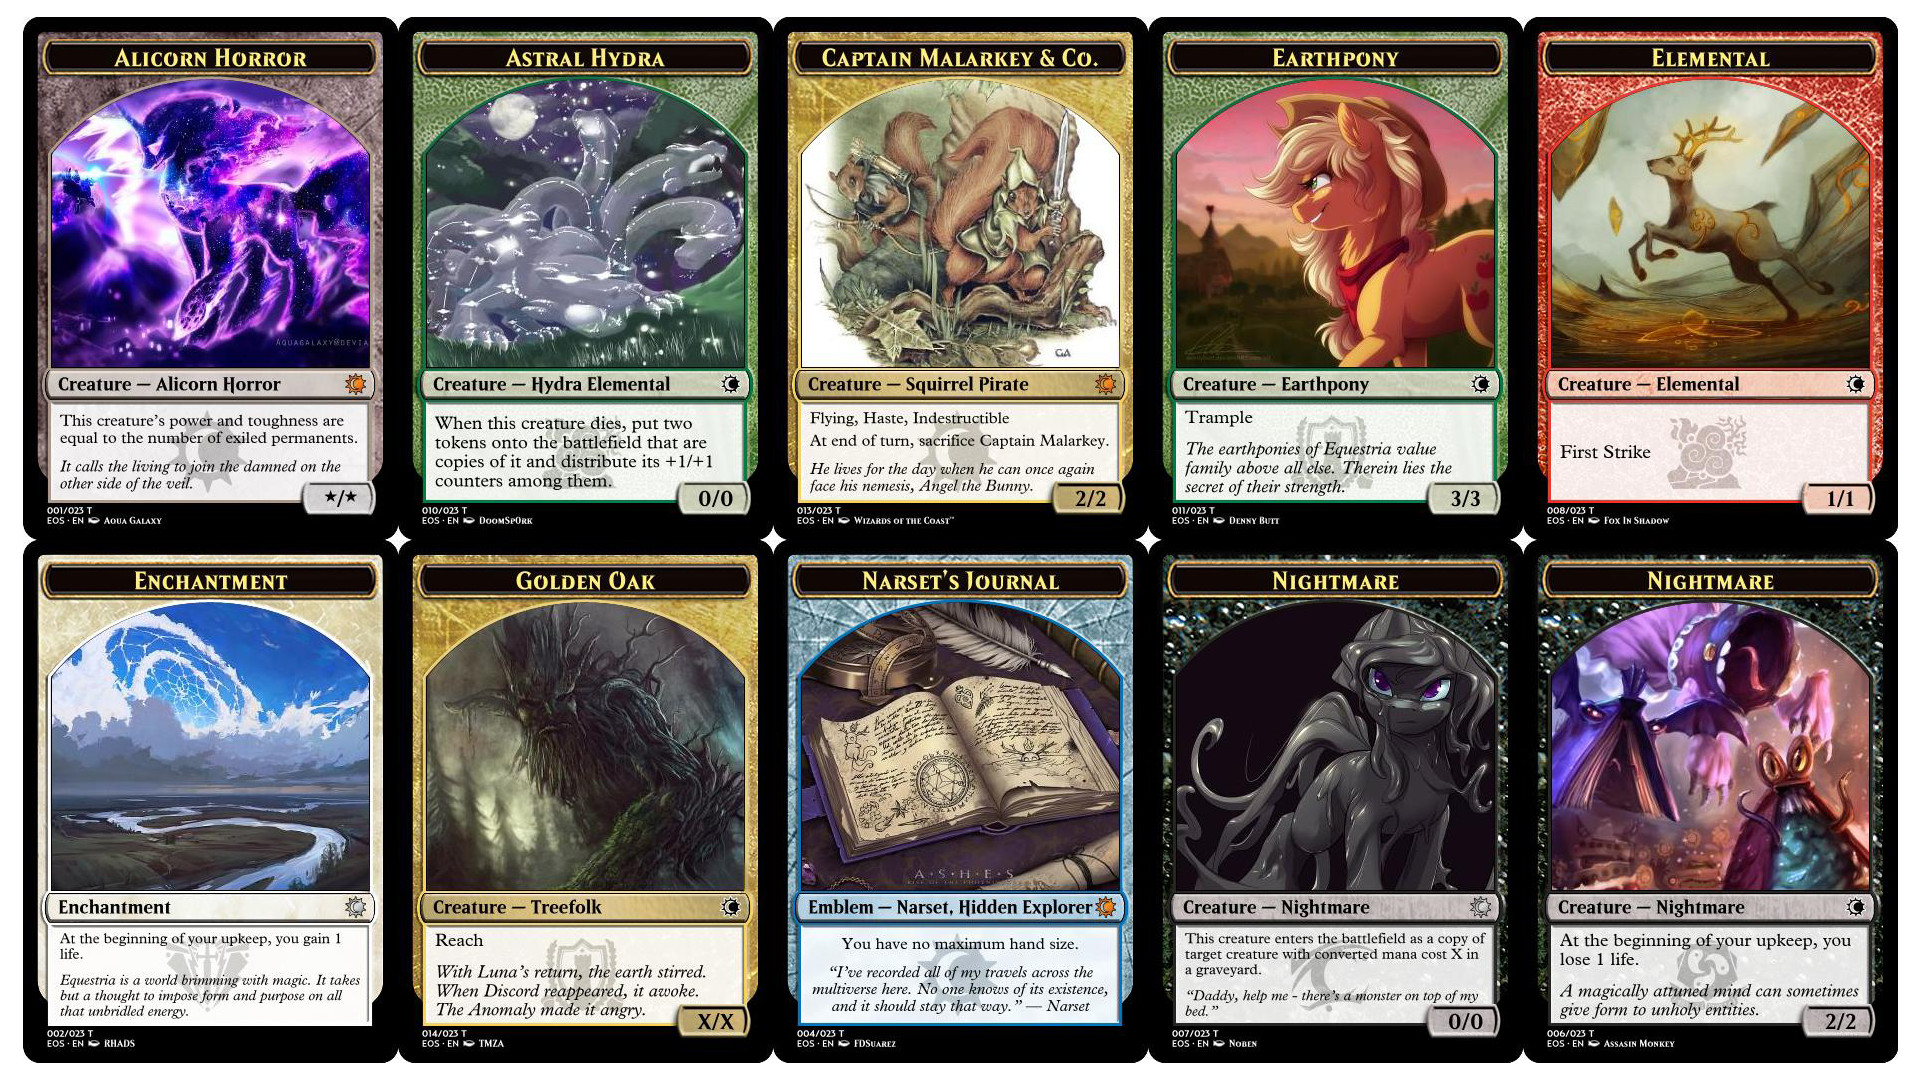 ALICORN HORROR
AQUAGALAXY@DEVIA
Creature — Alicorn Horror
This creature's power and toughness are
equal to the number of exiled permanents.
It calls the living to join the damned on the
other side of the veil.
★/★
001/023 T
EOS · EN AQUA GALAXY
ASTRAL HYDRA
Creature — Hydra Elemental
When this creature dies, put two
tokens onto the battlefield that are
copies of it and distribute its +1/+1
counters among them.
0/0
010/023 T
EOS · EN DOOMSP0RK
CAPTAIN MALARKEY & CO.
GA
Creature — Squirrel Pirate
Flying, Haste, Indestructible
At end of turn, sacrifice Captain Malarkey.
He lives for the day when he can once again
face his nemesis, Angel the Bunny.
2/2
013/023 T
EOS · EN WIZARDS OF THE COAST™
EARTHPONY
Creature — Earthpony
Trample
The earthponies of Equestria value
family above all else. Therein lies the
secret of their strength.
3/3
011/023 T
EOS · EN DENNY BUTT
ELEMENTAL
Creature — Elemental
First Strike
1/1
008/023 T
EOS · EN FOX IN SHADOW
ENCHANTMENT
Enchantment
At the beginning of your upkeep, you gain 1
life.
Equestria is a world brimming with magic. It takes
but a thought to impose form and purpose on all
that unbridled energy.
002/023 T
EOS · EN RHADS
GOLDEN OAK
Creature — Treefolk
Reach
With Luna's return, the earth stirred.
When Discord reappeared, it awoke.
The Anomaly made it angry.
X/X
014/023 T
EOS · EN TMZA
NARSET'S JOURNAL
A·S·H·E·S
Emblem — Narset, Hidden Explorer
You have no maximum hand size.
“I've recorded all of my travels across the
multiverse here. No one knows of its existence,
and it should stay that way.” — Narset
004/023 T
EOS · EN FDSUAREZ
NIGHTMARE
Creature — Nightmare
This creature enters the battlefield as a copy of
target creature with converted mana cost X in
a graveyard.
“Daddy, help me - there's a monster on top of my
bed.”
0/0
007/023 T
EOS · EN NOBEN
NIGHTMARE
Creature — Nightmare
At the beginning of your upkeep, you
lose 1 life.
A magically attuned mind can sometimes
give form to unholy entities.
2/2
006/023 T
EOS · EN ASSASIN MONKEY